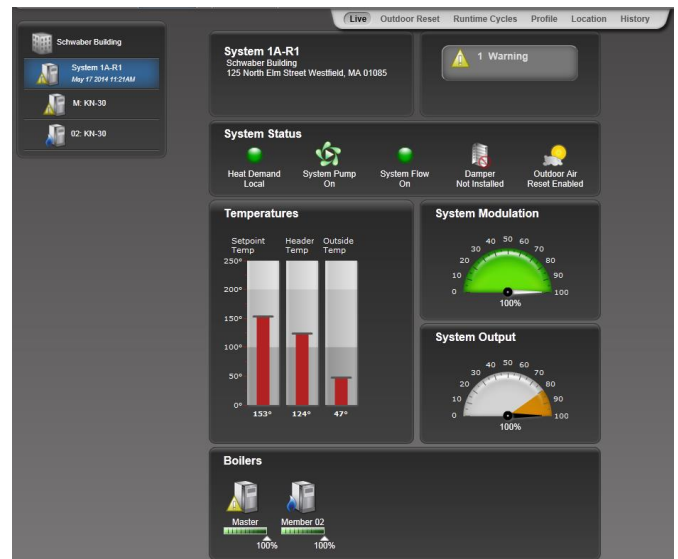 Live Outdoor Reset Runtime Cycles Profile Location History
Schwaber Building
System 1A-R1
May 17 2014 11:21AM
M: KN-30
02: KN-30
System 1A-R1
Schwaber Building
125 North Elm Street Westfield, MA 01085
1 Warning
System Status
Heat Demand
Local
System Pump
On
System Flow
On
Damper
Not Installed
Outdoor Air
Reset Enabled
Temperatures
Setpoint
Temp
Header
Temp
Outside
Temp
250°
200°
150°
100°
50°
0°
153° 124° 47°
System Modulation
0 10 20 30 40 50 60 70 80 90 100
100%
System Output
0 10 20 30 40 50 60 70 80 90 100
100%
Boilers
Master
100%
Member 02
100%